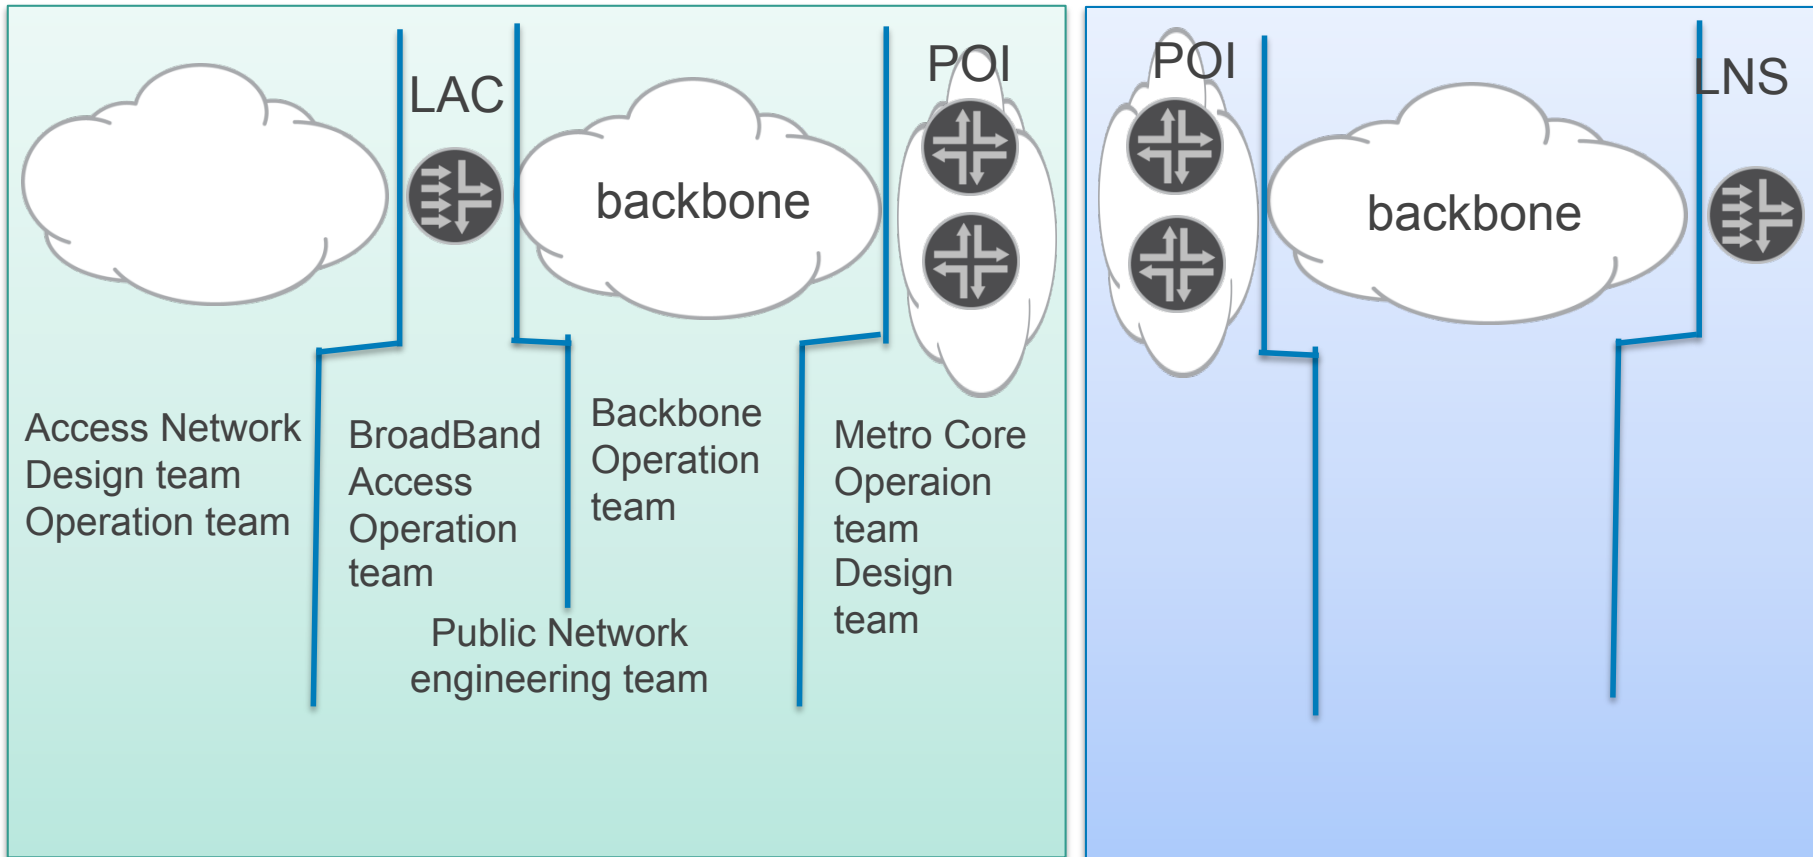 LAC
POI
POI
LNS
backbone
backbone
Access Network
Design team
Operation team
BroadBand
Access
Operation
team
Backbone
Operation
team
Metro Core
Operaion
team
Design
team
Public Network
engineering team